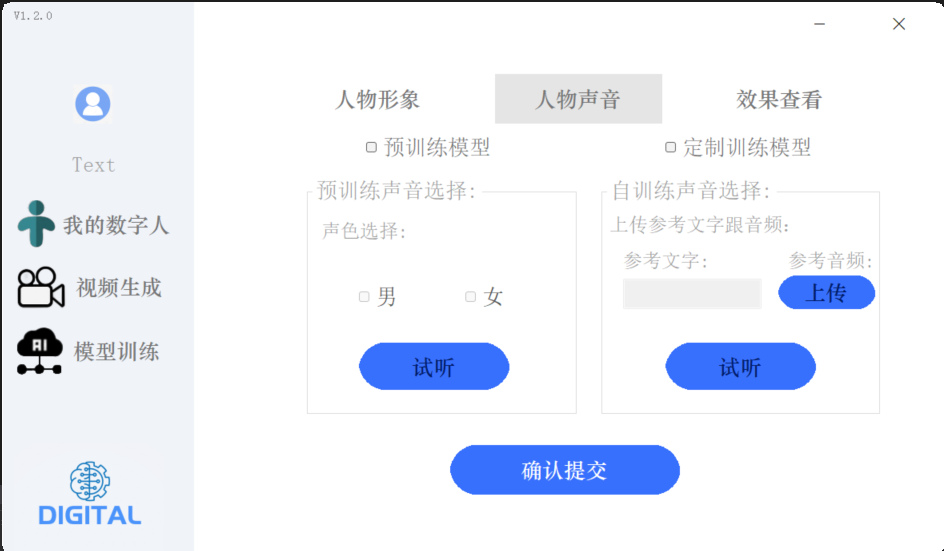 V1.2.0
Text
我的数字人
视频生成
AI
模型训练
DIGITAL
人物形象 人物声音 效果查看
预训练模型 定制训练模型
预训练声音选择:
声色选择:
男 女
试听
自训练声音选择:
上传参考文字跟音频:
参考文字: 参考音频:
上传
试听
确认提交